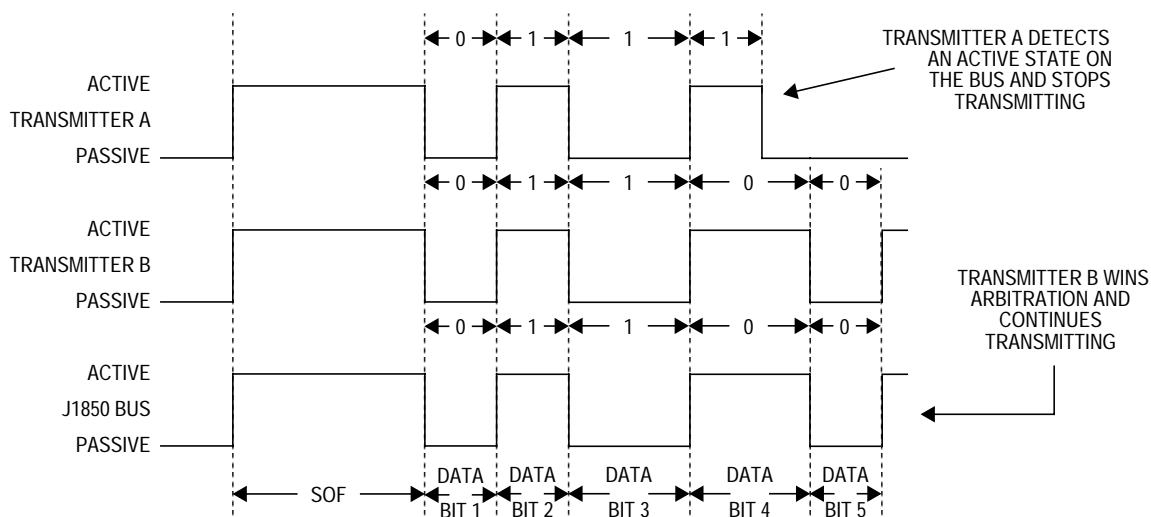 0 1 1 1
TRANSMITTER A DETECTS
AN ACTIVE STATE ON
THE BUS AND STOPS
TRANSMITTING
ACTIVE
TRANSMITTER A
PASSIVE
0 1 1 0 0
ACTIVE
TRANSMITTER B
PASSIVE
TRANSMITTER B WINS
ARBITRATION AND
CONTINUES
TRANSMITTING
0 1 1 0 0
ACTIVE
J1850 BUS
PASSIVE
SOF
DATA
BIT 1
DATA
BIT 2
DATA
BIT 3
DATA
BIT 4
DATA
BIT 5